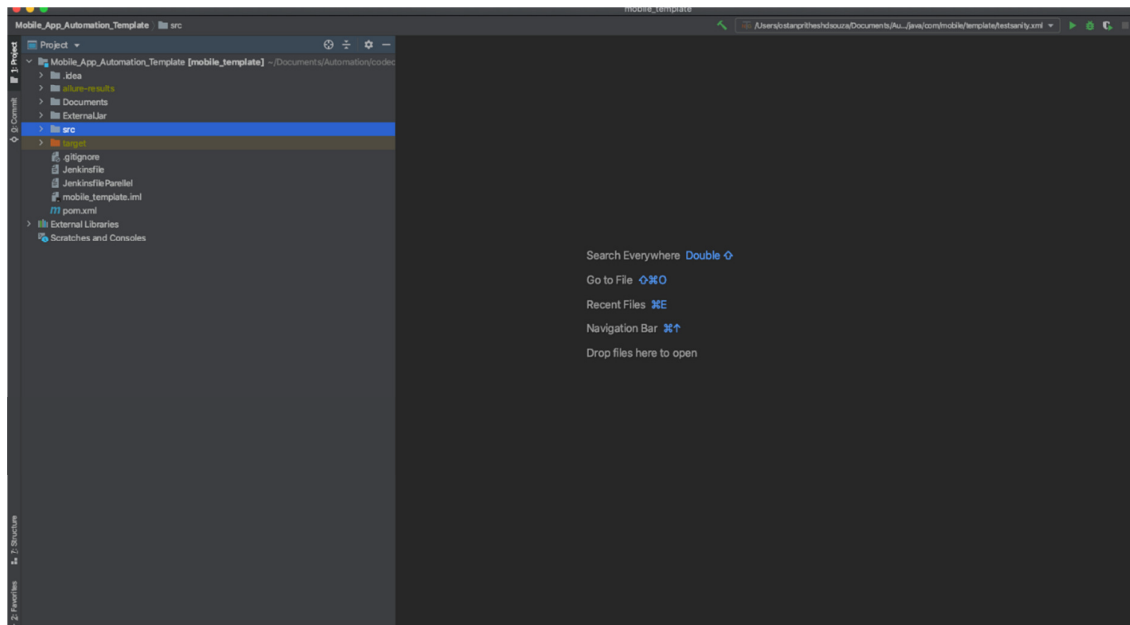 mobile_template
Mobile_App_Automation_Template src
/Users/ostanpritheshdsouza/Documents/Au.../java/com/mobile/template/testsanity.xml
1: Project
Project
Mobile_App_Automation_Template [mobile_template] ~/Documents/Automation/codec
.idea
allure-results
Documents
ExternalJar
0: Commit
src
target
.gitignore
Jenkinsfile
JenkinsfileParellel
mobile_template.iml
m pom.xml
External Libraries
Scratches and Consoles
Search Everywhere Double ⇧
Go to File ⇧⌘O
Recent Files ⌘E
Navigation Bar ⌘↑
Drop files here to open
7: Structure
2: Favorites